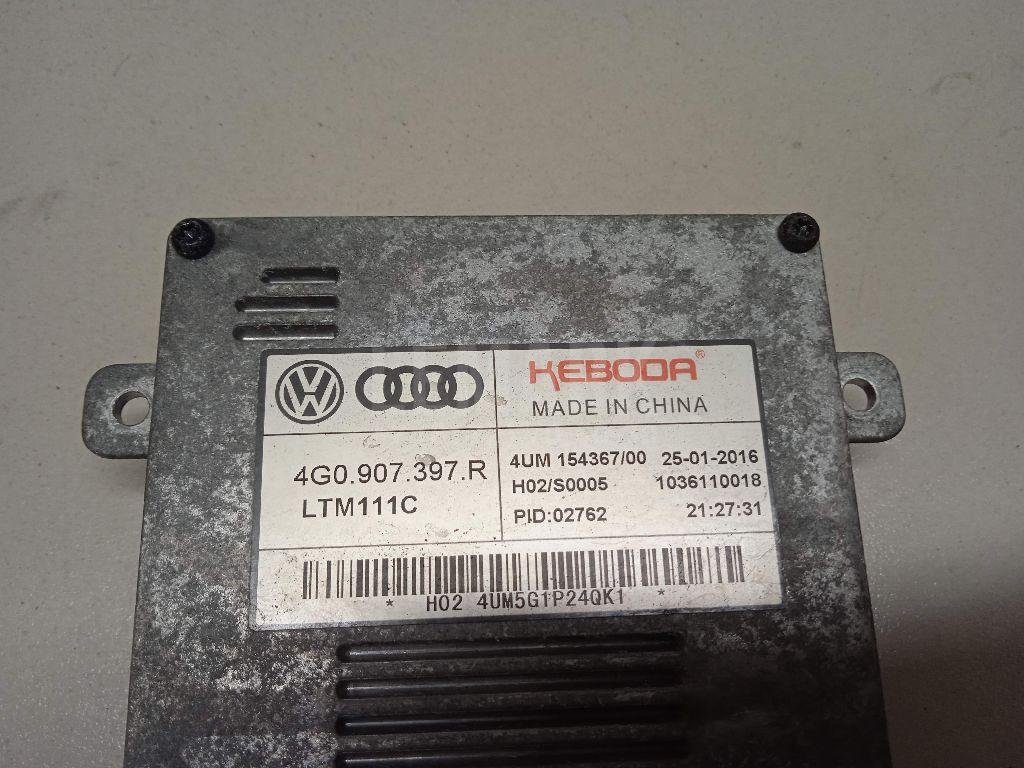 KEBODA®
MADE IN CHINA
4G0.907.397.R
LTM111C
4UM 154367/00 25-01-2016
H02/S0005 1036110018
PID:02762 21:27:31
* H02 4UM5G1P24QK1 *